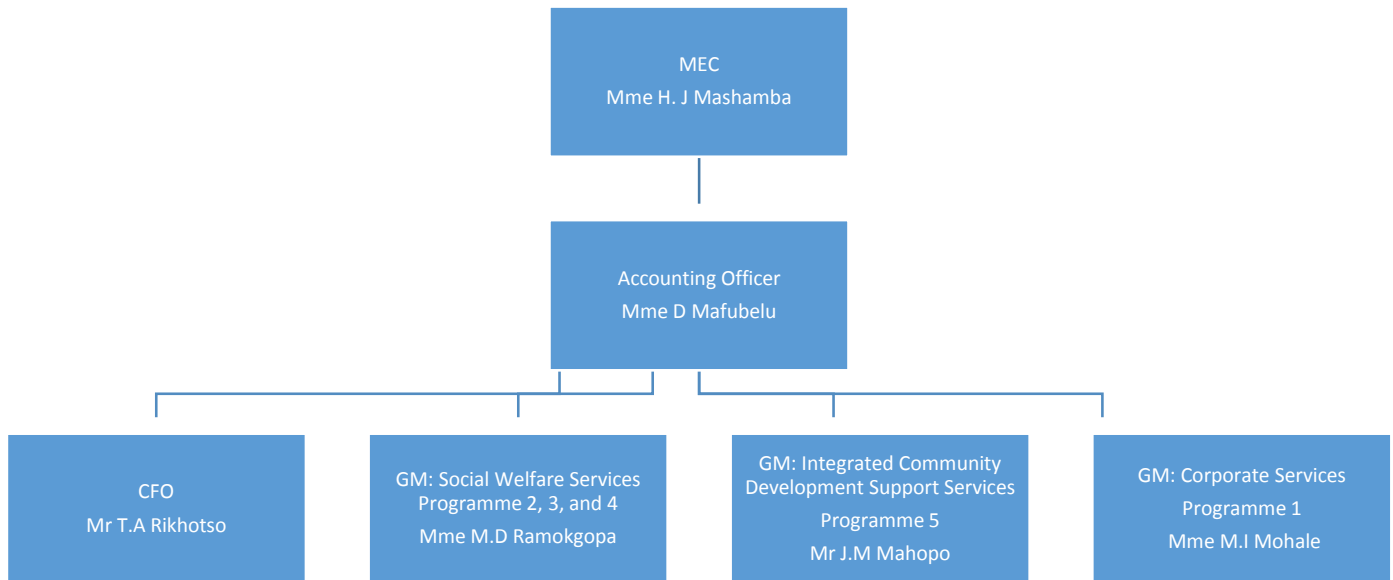 MEC
Mme H. J Mashamba
Accounting Officer
Mme D Mafubelu
CFO
Mr T.A Rikhotso
GM: Social Welfare Services
Programme 2, 3, and 4
Mme M.D Ramokgopa
GM: Integrated Community
Development Support Services
Programme 5
Mr J.M Mahopo
GM: Corporate Services
Programme 1
Mme M.I Mohale